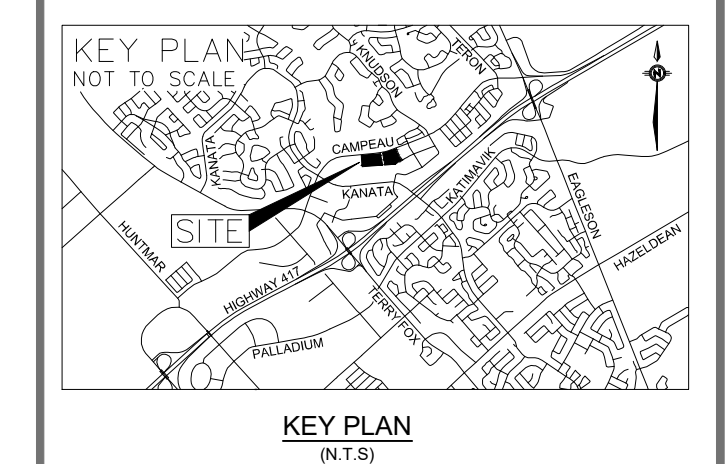 KEY PLAN
NOT TO SCALE
KNUDSON
TERON
N
CAMPEAU
KANATA
KANATA
KATIMAVIK
EAGLESON
SITE
HUNTMAR
HAZELDEAN
HIGHWAY 417
TERRY FOX
PALLADIUM
KEY PLAN
(N.T.S)